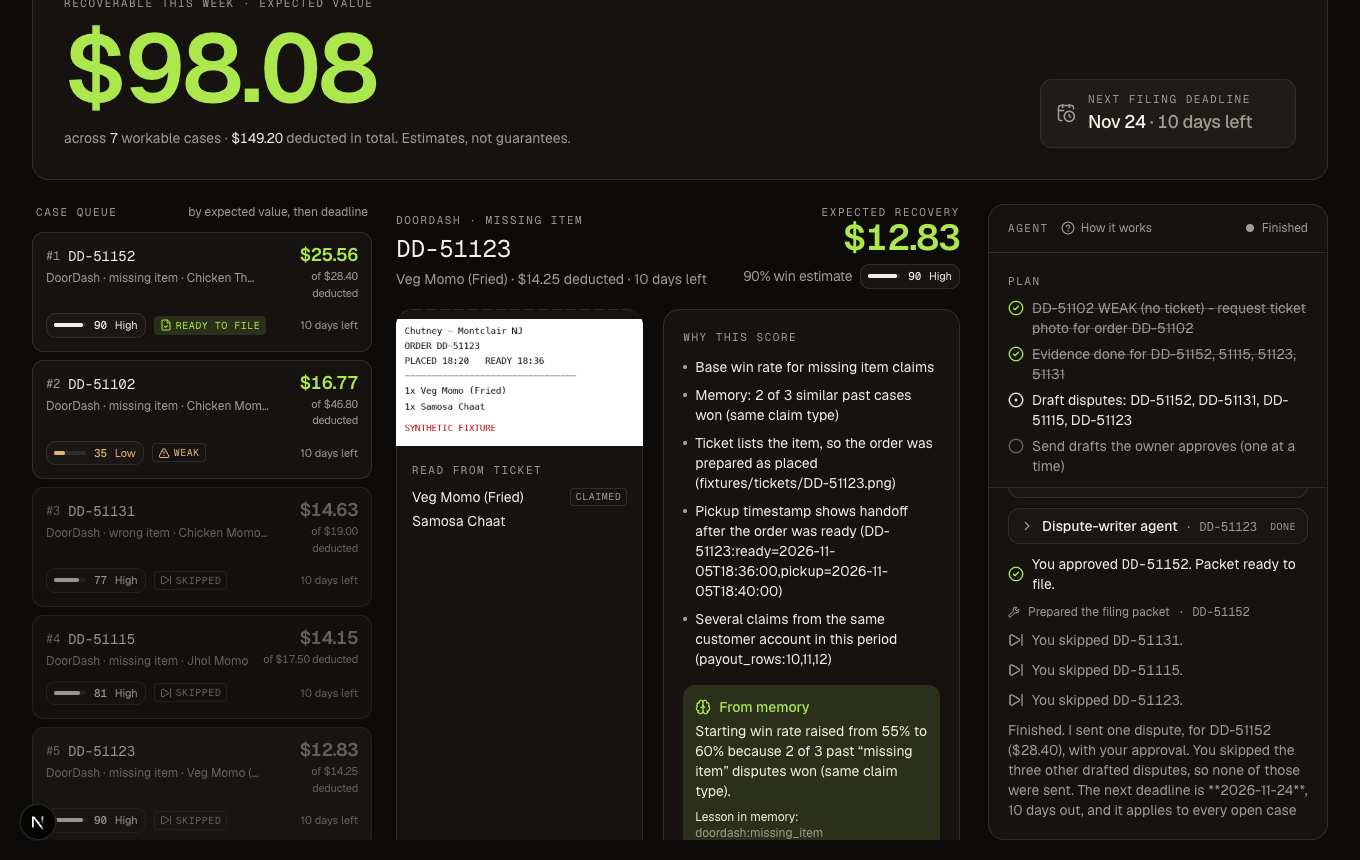 RECOVERABLE THIS WEEK · EXPECTED VALUE
$98.08
across 7 workable cases · $149.20 deducted in total. Estimates, not guarantees.
NEXT FILING DEADLINE
Nov 24 · 10 days left
CASE QUEUE
by expected value, then deadline
#1 DD-51152
$25.56
DoorDash · missing item · Chicken Th…
of $28.40
deducted
90 High
READY TO FILE
10 days left
#2 DD-51102
$16.77
DoorDash · missing item · Chicken Mom…
of $46.80
deducted
35 Low
WEAK
10 days left
#3 DD-51131
$14.63
DoorDash · wrong item · Chicken Momo…
of $19.00
deducted
77 High
SKIPPED
10 days left
#4 DD-51115
$14.15
DoorDash · missing item · Jhol Momo
of $17.50 deducted
81 High
SKIPPED
10 days left
#5 DD-51123
$12.83
DoorDash · missing item · Veg Momo (…
of $14.25
deducted
90 High
SKIPPED
10 days left
N
DOORDASH · MISSING ITEM
DD-51123
Veg Momo (Fried) · $14.25 deducted · 10 days left
EXPECTED RECOVERY
$12.83
90% win estimate
90 High
Chutney - Montclair NJ
ORDER DD-51123
PLACED 18:20 READY 18:36
--------------------------------
1x Veg Momo (Fried)
1x Samosa Chaat
SYNTHETIC FIXTURE
READ FROM TICKET
Veg Momo (Fried)
CLAIMED
Samosa Chaat
WHY THIS SCORE
• Base win rate for missing item claims
• Memory: 2 of 3 similar past cases
won (same claim type)
• Ticket lists the item, so the order was
prepared as placed
(fixtures/tickets/DD-51123.png)
• Pickup timestamp shows handoff
after the order was ready (DD-
51123:ready=2026-11-
05T18:36:00,pickup=2026-11-
05T18:40:00)
• Several claims from the same
customer account in this period
(payout_rows:10,11,12)
From memory
Starting win rate raised from 55% to
60% because 2 of 3 past “missing
item” disputes won (same claim
type).
Lesson in memory:
doordash:missing_item
AGENT
How it works
Finished
PLAN
DD-51102 WEAK (no ticket) - request ticket
photo for order DD-51102
Evidence done for DD-51152, 51115, 51123,
51131
Draft disputes: DD-51152, DD-51131, DD-
51115, DD-51123
Send drafts the owner approves (one at a
time)
Dispute-writer agent · DD-51123 DONE
You approved DD-51152. Packet ready to
file.
Prepared the filing packet · DD-51152
You skipped DD-51131.
You skipped DD-51115.
You skipped DD-51123.
Finished. I sent one dispute, for DD-51152
($28.40), with your approval. You skipped the
three other drafted disputes, so none of those
were sent. The next deadline is **2026-11-24**,
10 days out, and it applies to every open case